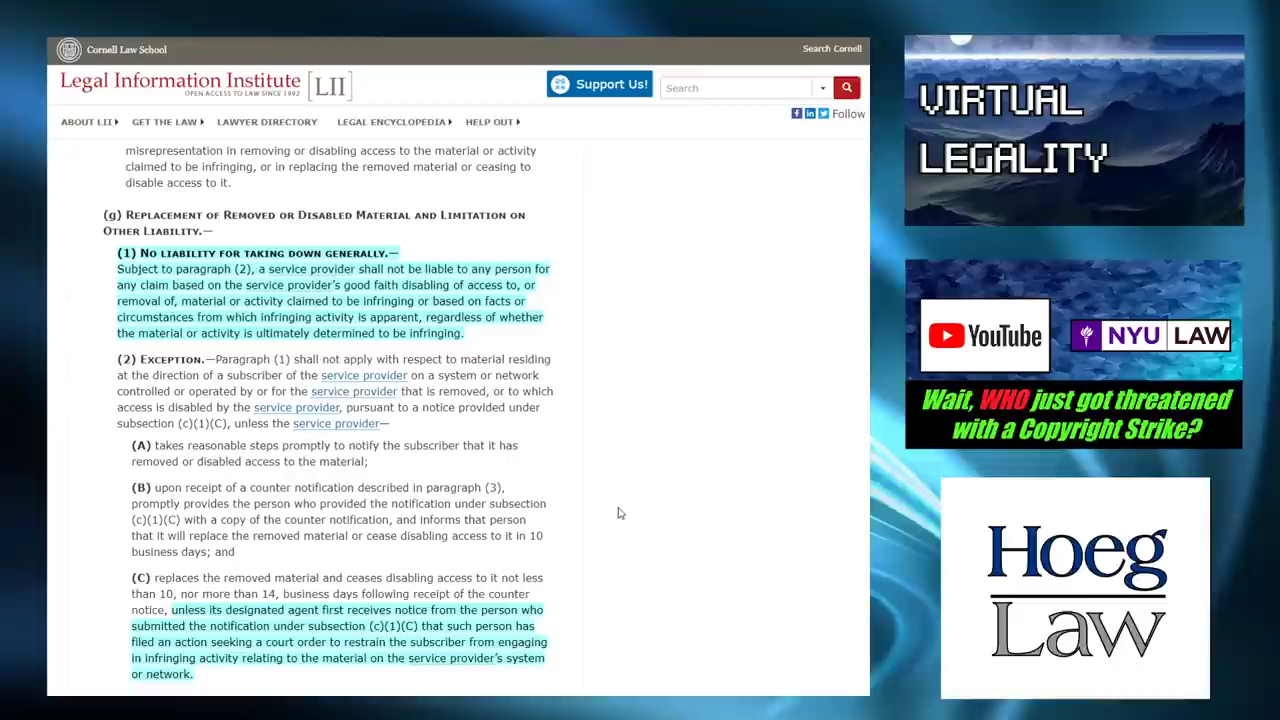 Cornell Law School
Search Cornell
Legal Information Institute [LII]
OPEN ACCESS TO LAW SINCE 1992
Support Us!
Search
Follow
ABOUT LII GET THE LAW LAWYER DIRECTORY LEGAL ENCYCLOPEDIA HELP OUT
misrepresentation in removing or disabling access to the material or activity
claimed to be infringing, or in replacing the removed material or ceasing to
disable access to it.
(g) REPLACEMENT OF REMOVED OR DISABLED MATERIAL AND LIMITATION ON
OTHER LIABILITY.—
(1) NO LIABILITY FOR TAKING DOWN GENERALLY.—
Subject to paragraph (2), a service provider shall not be liable to any person for
any claim based on the service provider's good faith disabling of access to, or
removal of, material or activity claimed to be infringing or based on facts or
circumstances from which infringing activity is apparent, regardless of whether
the material or activity is ultimately determined to be infringing.
(2) EXCEPTION.—Paragraph (1) shall not apply with respect to material residing
at the direction of a subscriber of the service provider on a system or network
controlled or operated by or for the service provider that is removed, or to which
access is disabled by the service provider, pursuant to a notice provided under
subsection (c)(1)(C), unless the service provider—
(A) takes reasonable steps promptly to notify the subscriber that it has
removed or disabled access to the material;
(B) upon receipt of a counter notification described in paragraph (3),
promptly provides the person who provided the notification under subsection
(c)(1)(C) with a copy of the counter notification, and informs that person
that it will replace the removed material or cease disabling access to it in 10
business days; and
(C) replaces the removed material and ceases disabling access to it not less
than 10, nor more than 14, business days following receipt of the counter
notice, unless its designated agent first receives notice from the person who
submitted the notification under subsection (c)(1)(C) that such person has
filed an action seeking a court order to restrain the subscriber from engaging
in infringing activity relating to the material on the service provider's system
or network.
VIRTUAL
LEGALITY
YouTube
NYU LAW
Wait, WHO just got threatened
with a Copyright Strike?
Hoeg
Law